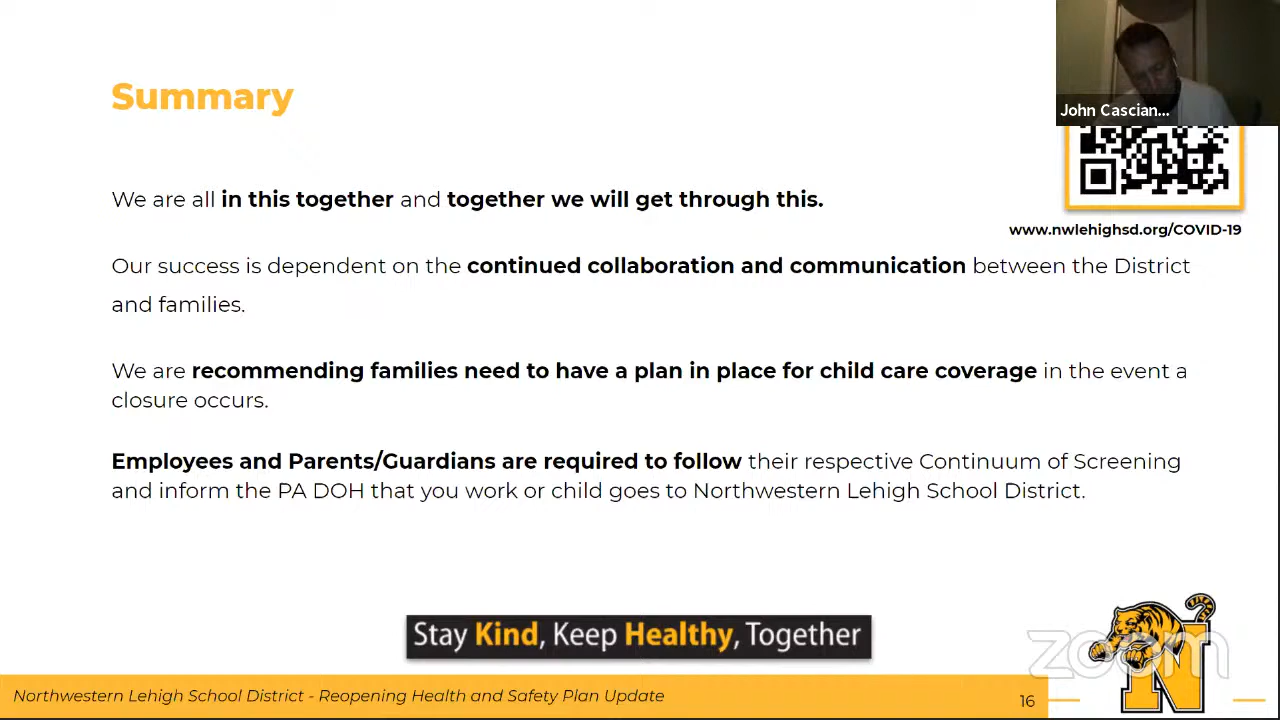 Summary
John Cascian...
www.nwlehighsd.org/COVID-19
We are all in this together and together we will get through this.
Our success is dependent on the continued collaboration and communication between the District
and families.
We are recommending families need to have a plan in place for child care coverage in the event a
closure occurs.
Employees and Parents/Guardians are required to follow their respective Continuum of Screening
and inform the PA DOH that you work or child goes to Northwestern Lehigh School District.
Stay Kind, Keep Healthy, Together
zoom
N
Northwestern Lehigh School District - Reopening Health and Safety Plan Update
16